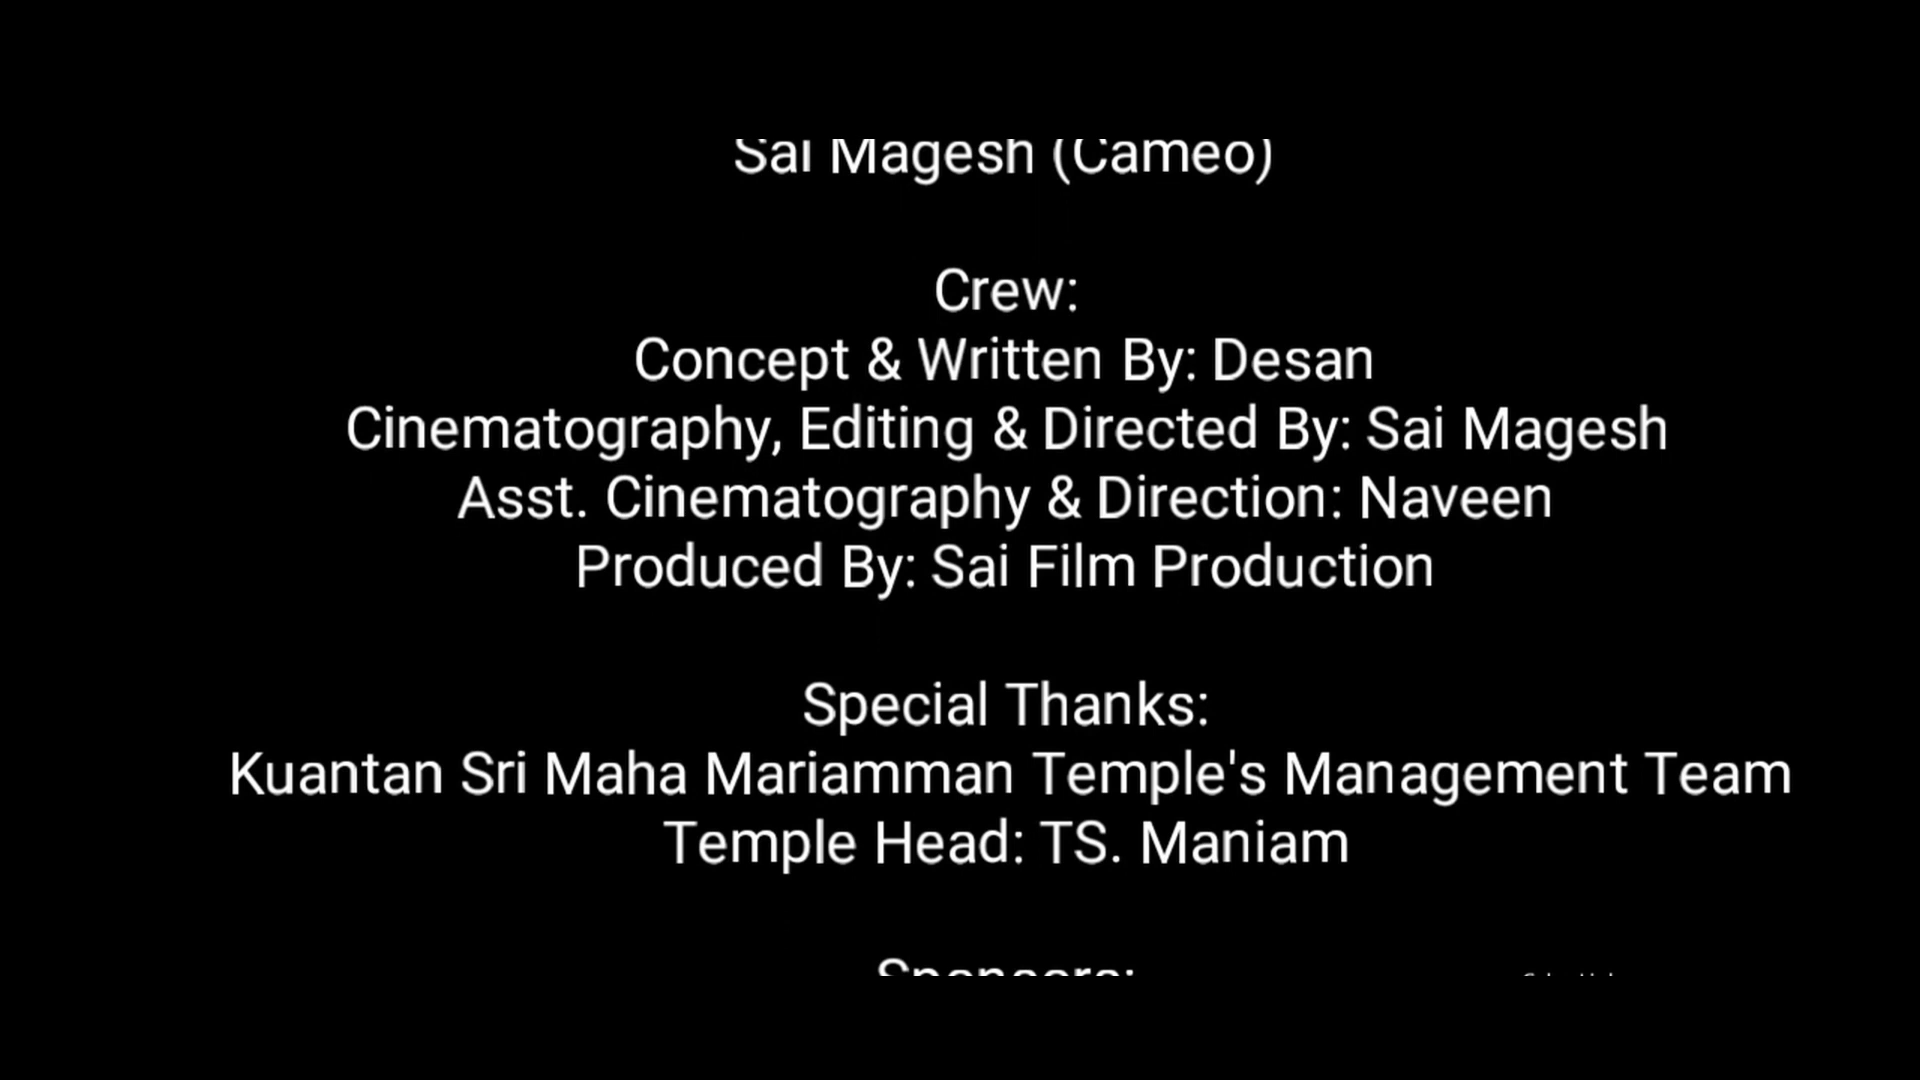 Sai Magesh (Cameo)
Crew:
Concept & Written By: Desan
Cinematography, Editing & Directed By: Sai Magesh
Asst. Cinematography & Direction: Naveen
Produced By: Sai Film Production
Special Thanks:
Kuantan Sri Maha Mariamman Temple's Management Team
Temple Head: TS. Maniam
Sponsors: